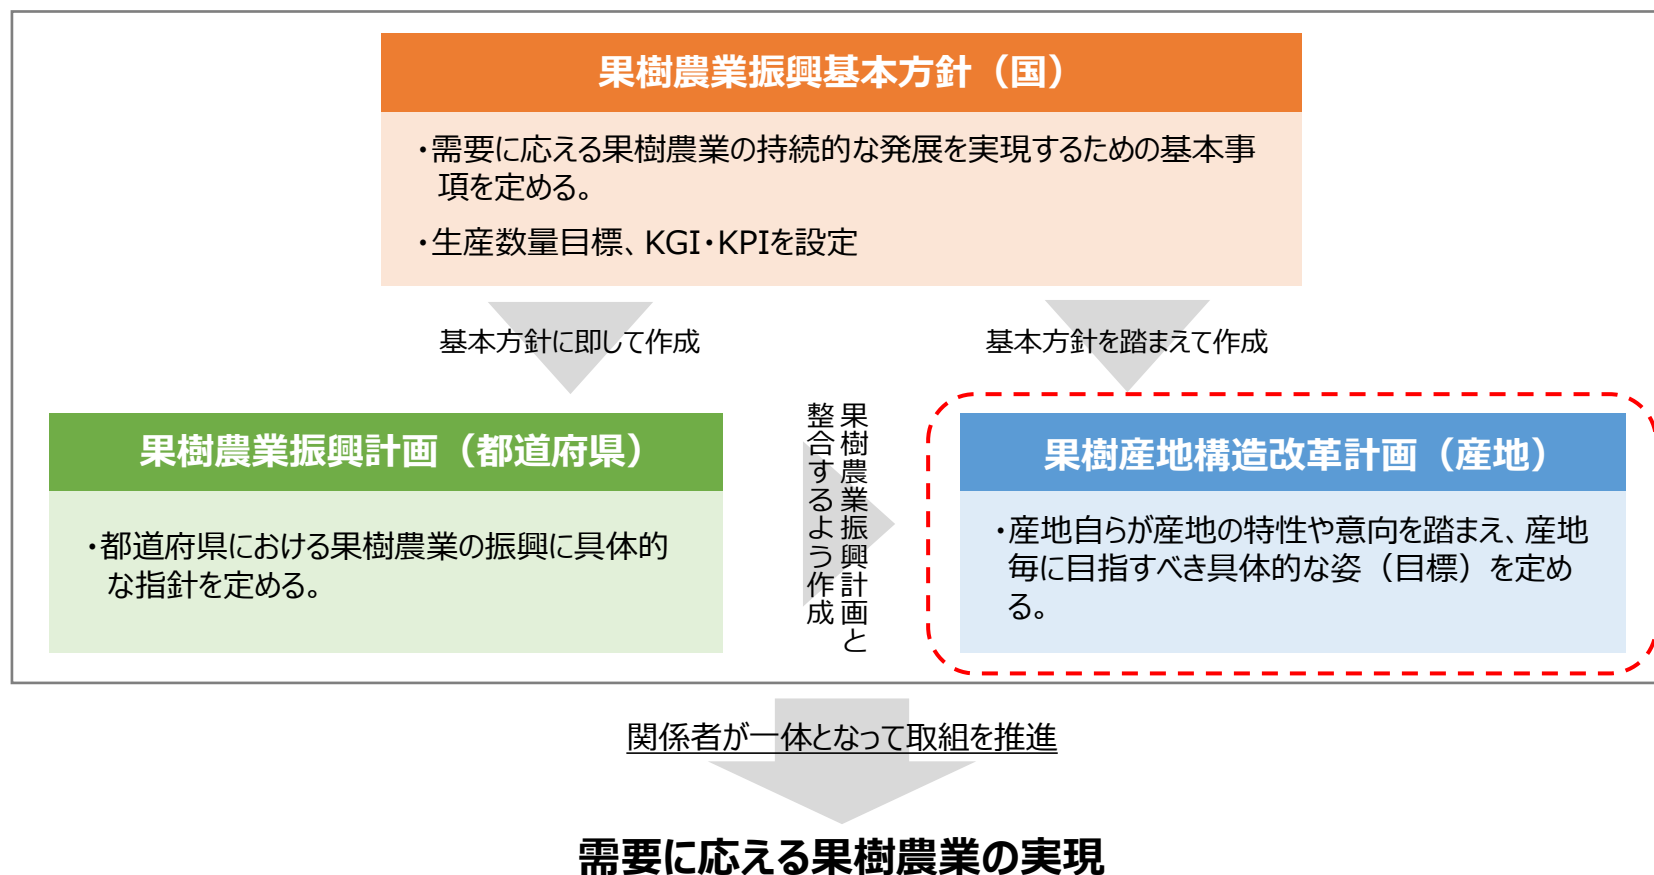 果樹農業振興基本方針（国）
・需要に応える果樹農業の持続的な発展を実現するための基本事
項を定める。
・生産数量目標、KGI・KPIを設定
基本方針に即して作成
基本方針を踏まえて作成
果樹農業振興計画（都道府県）
・都道府県における果樹農業の振興に具体的
な指針を定める。
果樹農業振興計画と
整合するよう作成
果樹産地構造改革計画（産地）
・産地自らが産地の特性や意向を踏まえ、産地
毎に目指すべき具体的な姿（目標）を定め
る。
関係者が一体となって取組を推進
需要に応える果樹農業の実現